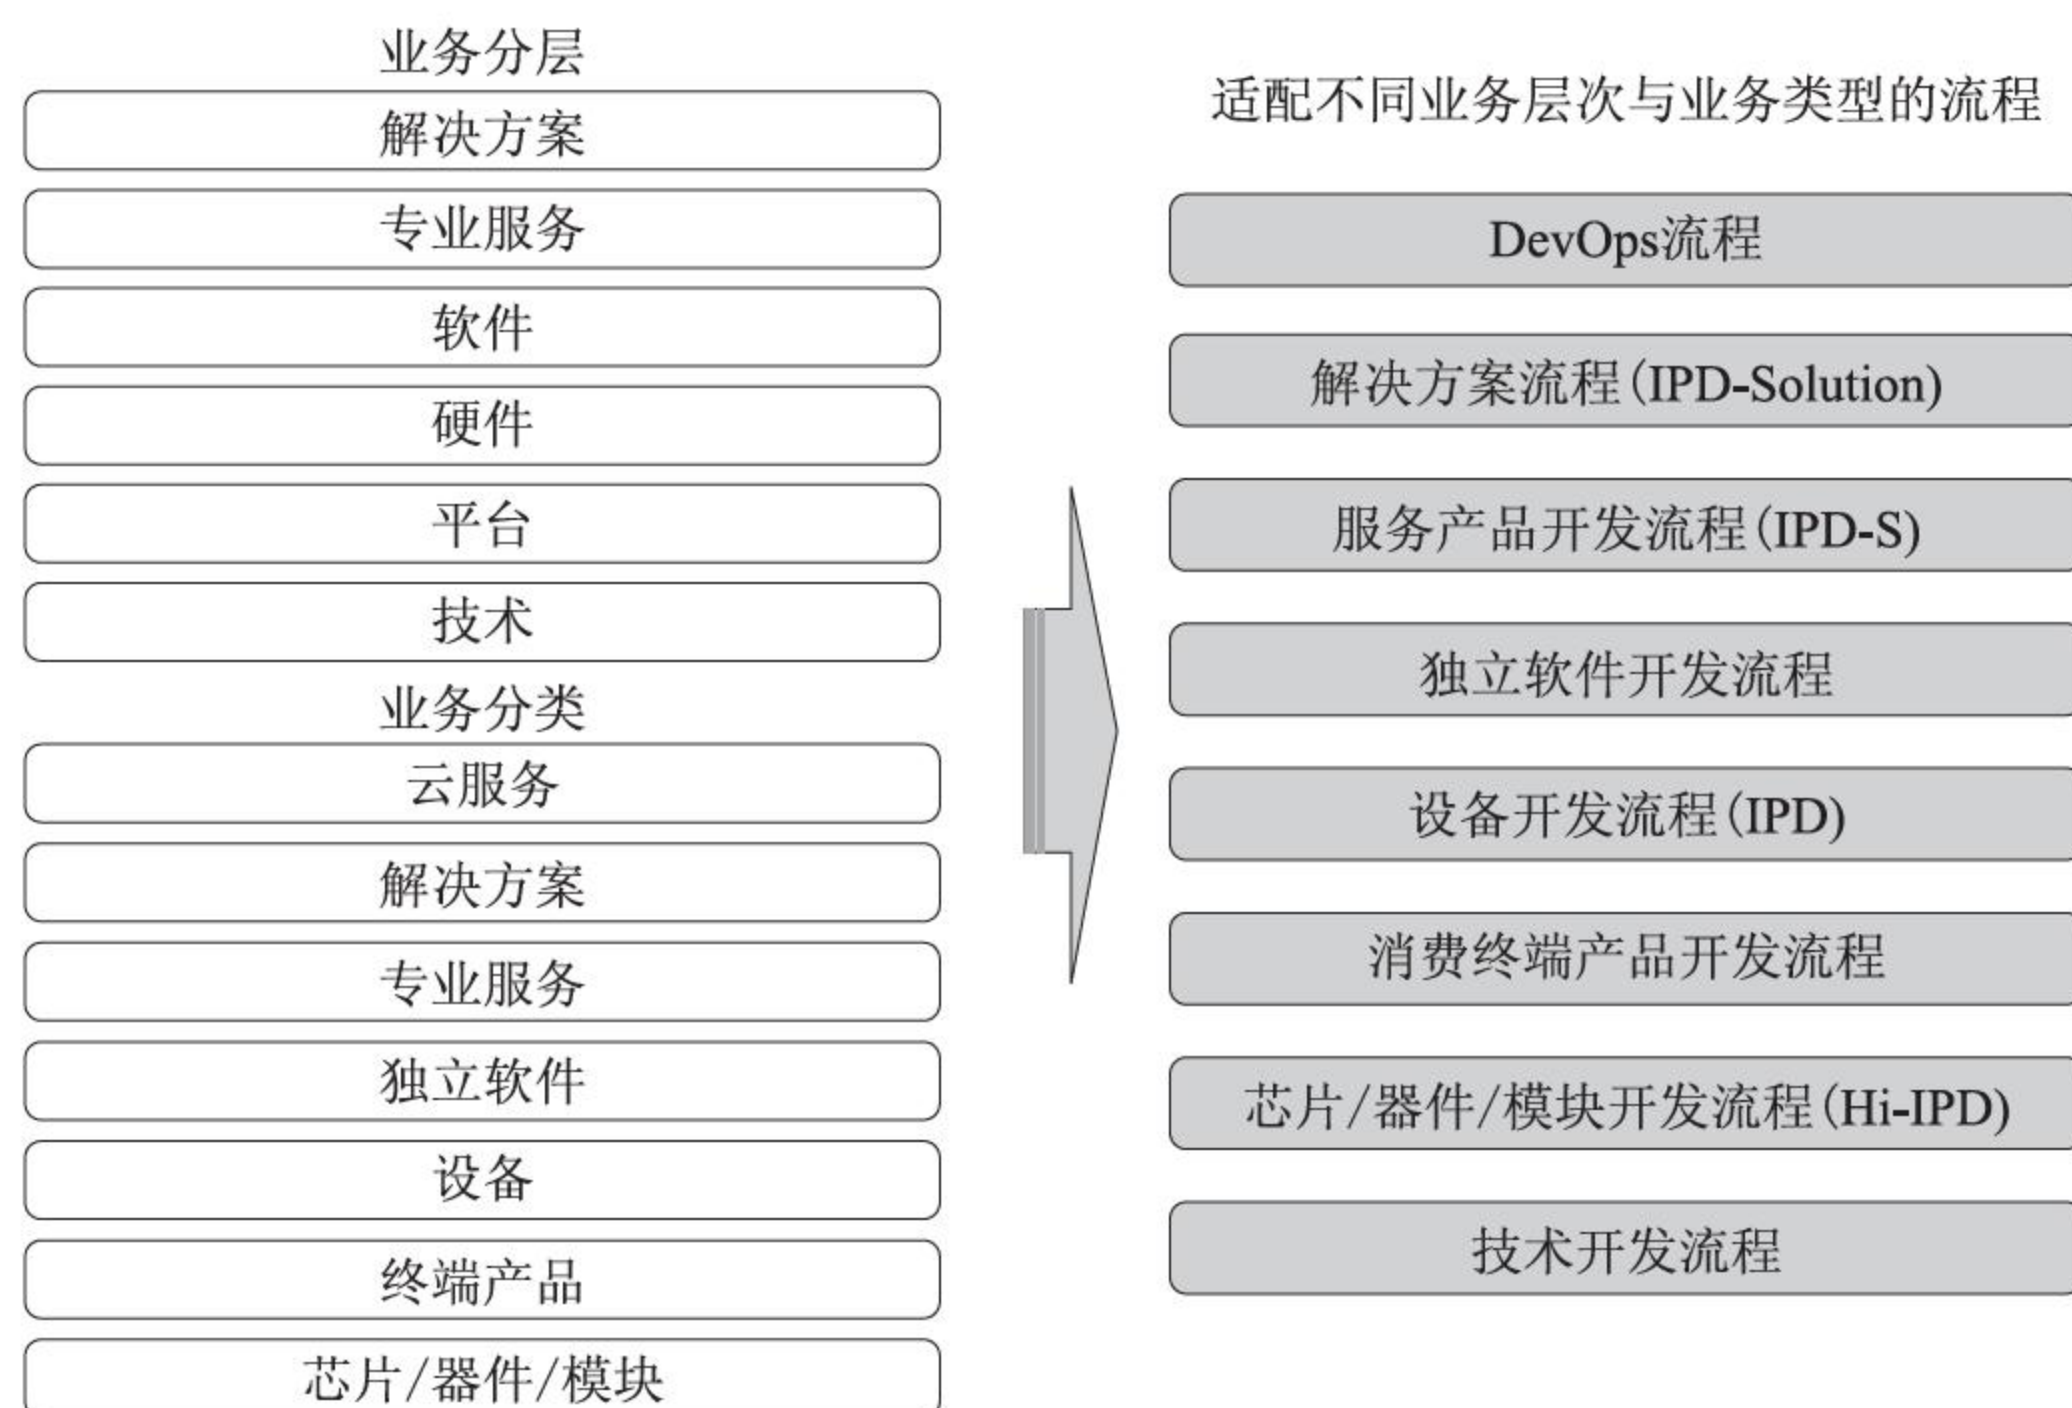 业务分层
解决方案
专业服务
软件
硬件
平台
技术
业务分类
云服务
解决方案
专业服务
独立软件
设备
终端产品
芯片/器件/模块
适配不同业务层次与业务类型的流程
DevOps流程
解决方案流程(IPD-Solution)
服务产品开发流程(IPD-S)
独立软件开发流程
设备开发流程(IPD)
消费终端产品开发流程
芯片/器件/模块开发流程(Hi-IPD)
技术开发流程